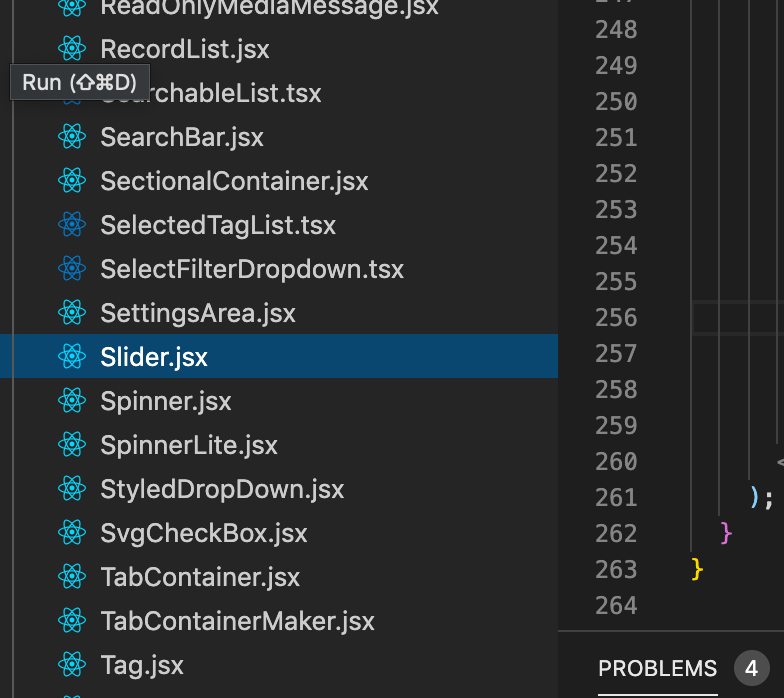 ReadOnlyMediaMessage.jsx
RecordList.jsx
Run (⇧⌘D)
SearchableList.tsx
SearchBar.jsx
SectionalContainer.jsx
SelectedTagList.tsx
SelectFilterDropdown.tsx
SettingsArea.jsx
Slider.jsx
Spinner.jsx
SpinnerLite.jsx
StyledDropDown.jsx
SvgCheckBox.jsx
TabContainer.jsx
TabContainerMaker.jsx
Tag.jsx
248
249
250
251
252
253
254
255
256
257
258
259
260 <
261 );
262 }
263 }
264
PROBLEMS 4